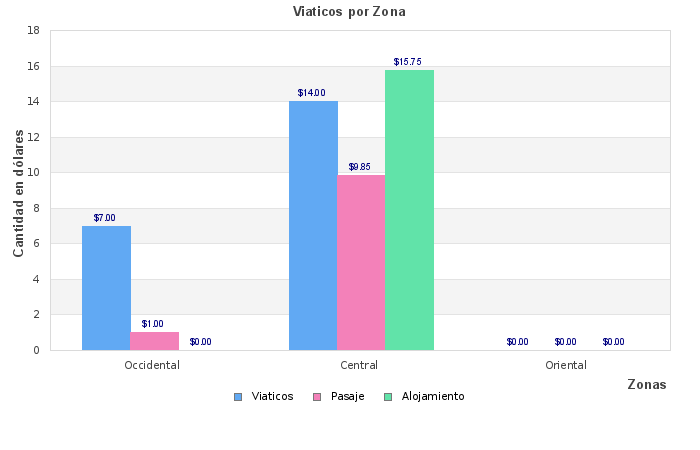 Viaticos por Zona
Cantidad en dólares
18
16
14
12
10
8
6
4
2
0
$7.00
$1.00
$0.00
$14.00
$9.85
$15.75
$0.00
$0.00
$0.00
Occidental
Central
Oriental
Zonas
Viaticos
Pasaje
Alojamiento